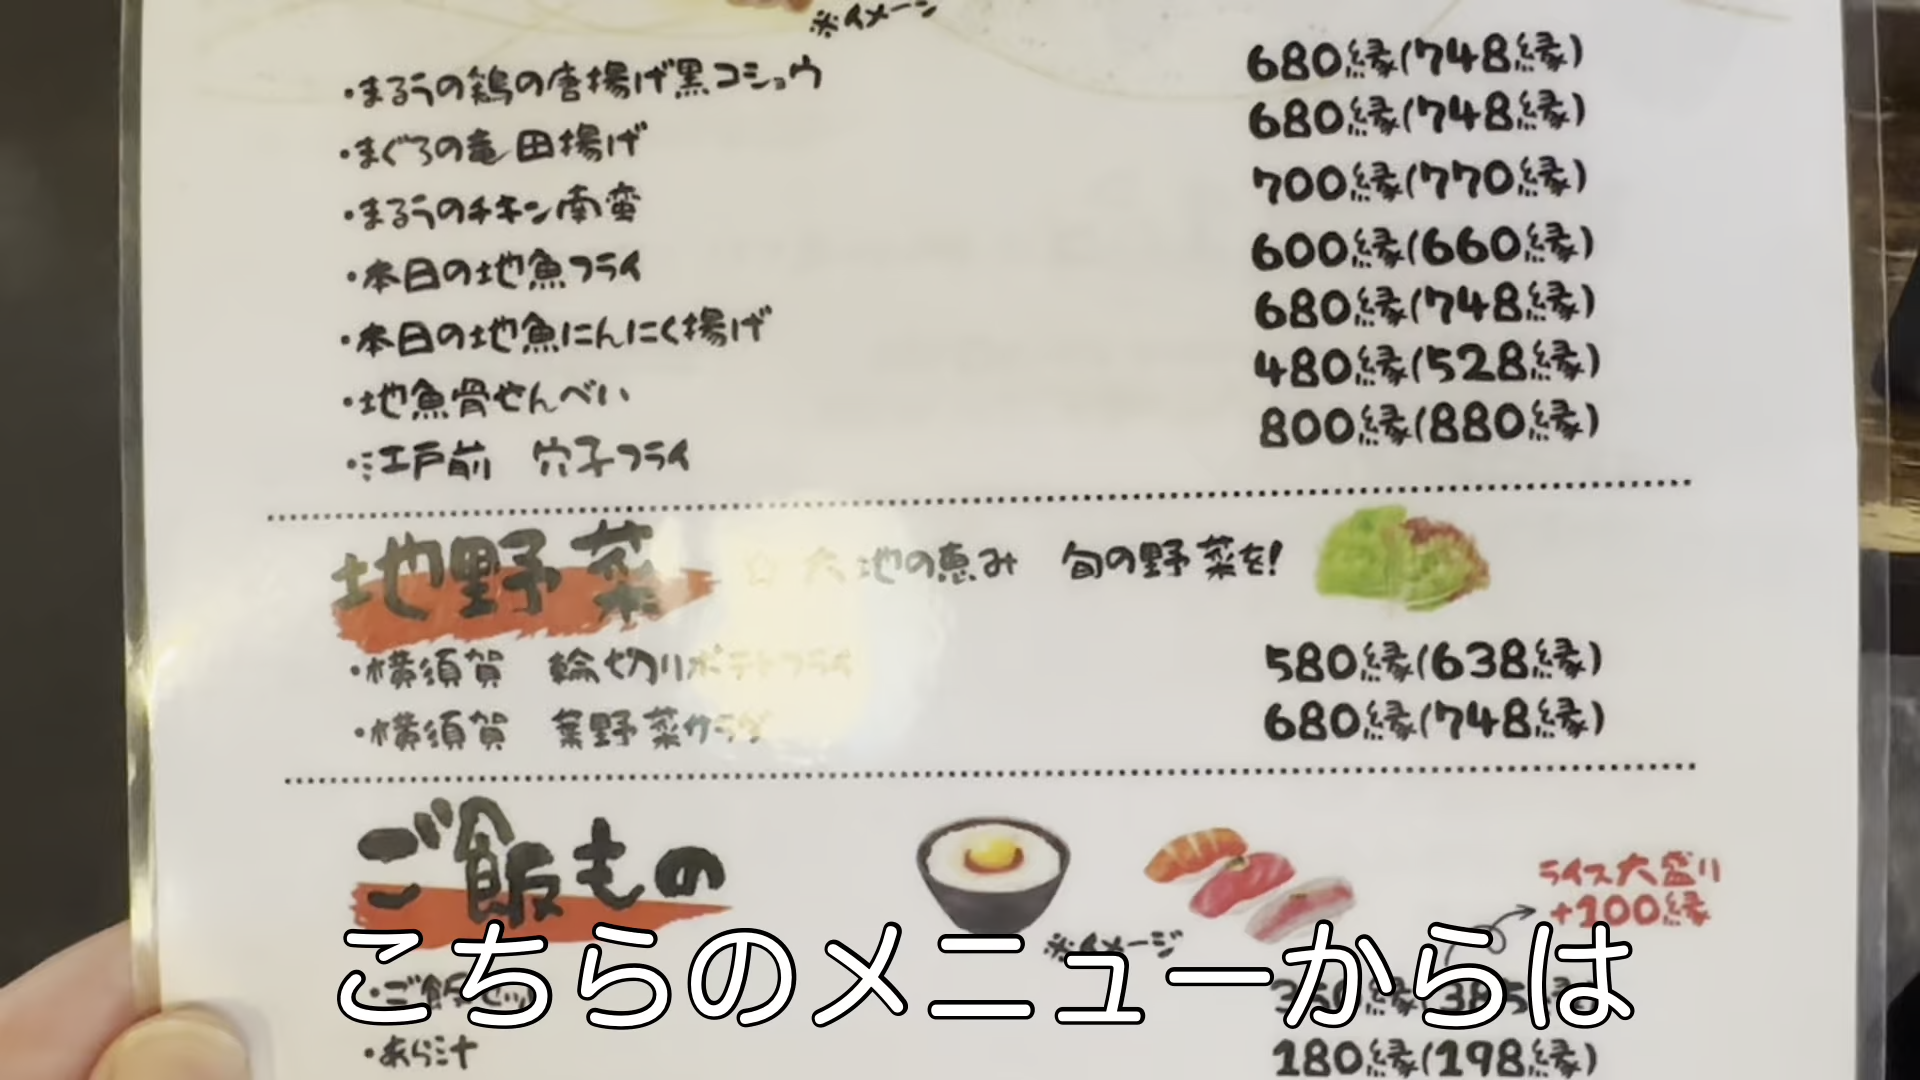 ※イメージ
・まるうの鶏の唐揚げ黒コショウ 680縁(748縁)
・まぐろの竜田揚げ 680縁(748縁)
・まるうのチキン南蛮 700縁(770縁)
・本日の地魚フライ 600縁(660縁)
・本日の地魚にんにく揚げ 680縁(748縁)
・地魚骨せんべい 480縁(528縁)
・江戸前 穴子フライ 800縁(880縁)
地野菜 ☆大地の恵み 旬の野菜を!
・横須賀 輪切りポテトフライ 580縁(638縁)
・横須賀 葉野菜サラダ 680縁(748縁)
ご飯もの
ライス大盛り
+100縁
※イメージ
こちらのメニューからは
・ご飯セット
・あら汁 180縁(198縁)